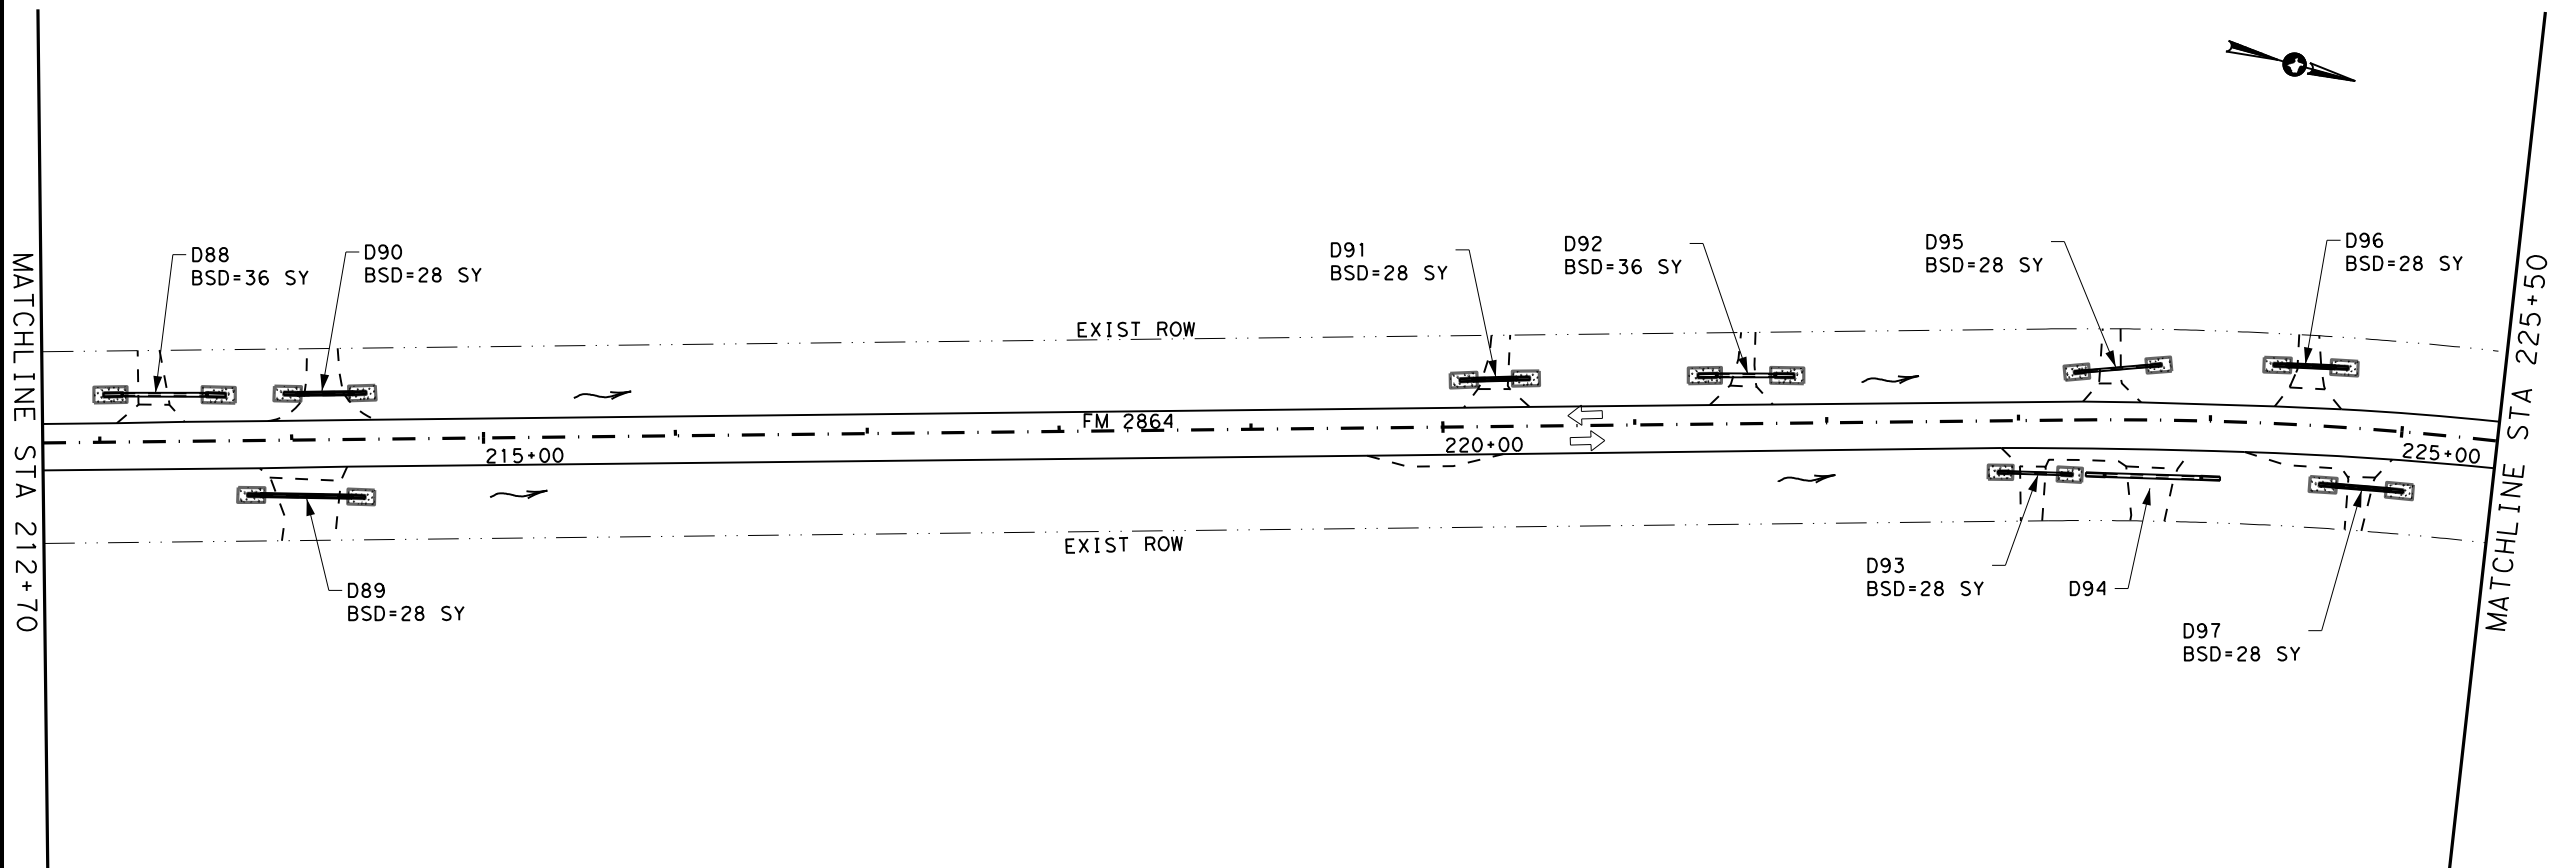 MATCHLINE STA 212+70
D88
BSD=36 SY
D90
BSD=28 SY
D91
BSD=28 SY
D92
BSD=36 SY
D95
BSD=28 SY
D96
BSD=28 SY
MATCHLINE STA 225+50
EXIST ROW
FM 2864
215+00
220+00
225+00
EXIST ROW
D89
BSD=28 SY
D93
BSD=28 SY
D94
D97
BSD=28 SY